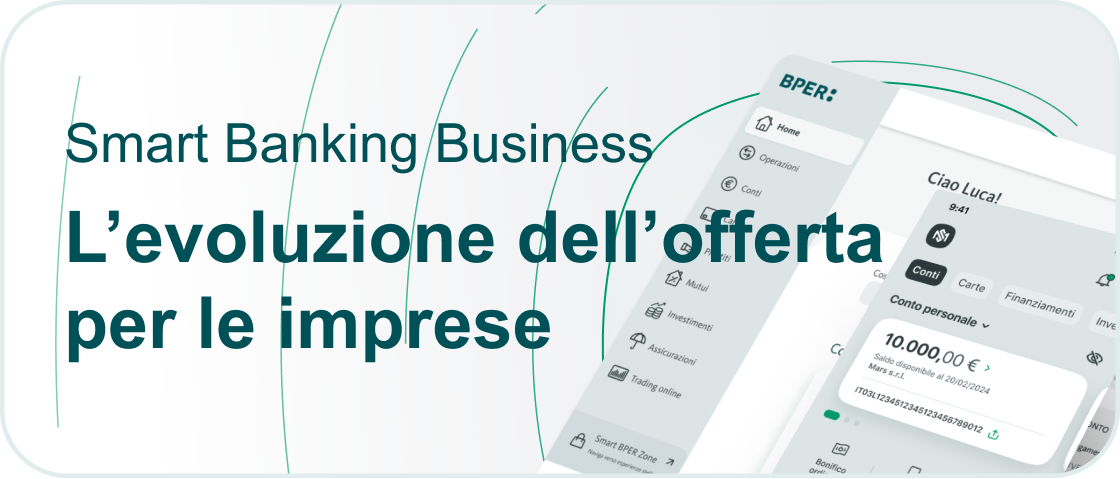 Smart Banking Business
L’evoluzione dell’offerta
per le imprese
BPER:
Home
Operazioni
Conti
Mutui
Investimenti
Assicurazioni
Trading online
Smart BPER Zone
Ciao Luca!
9:41
Conti Carte Finanziamenti
Conto personale
10.000,00 €
Saldo disponibile al 20/02/2024
Mars s.r.l.
IT03L1234512345123456789012
Bonifico